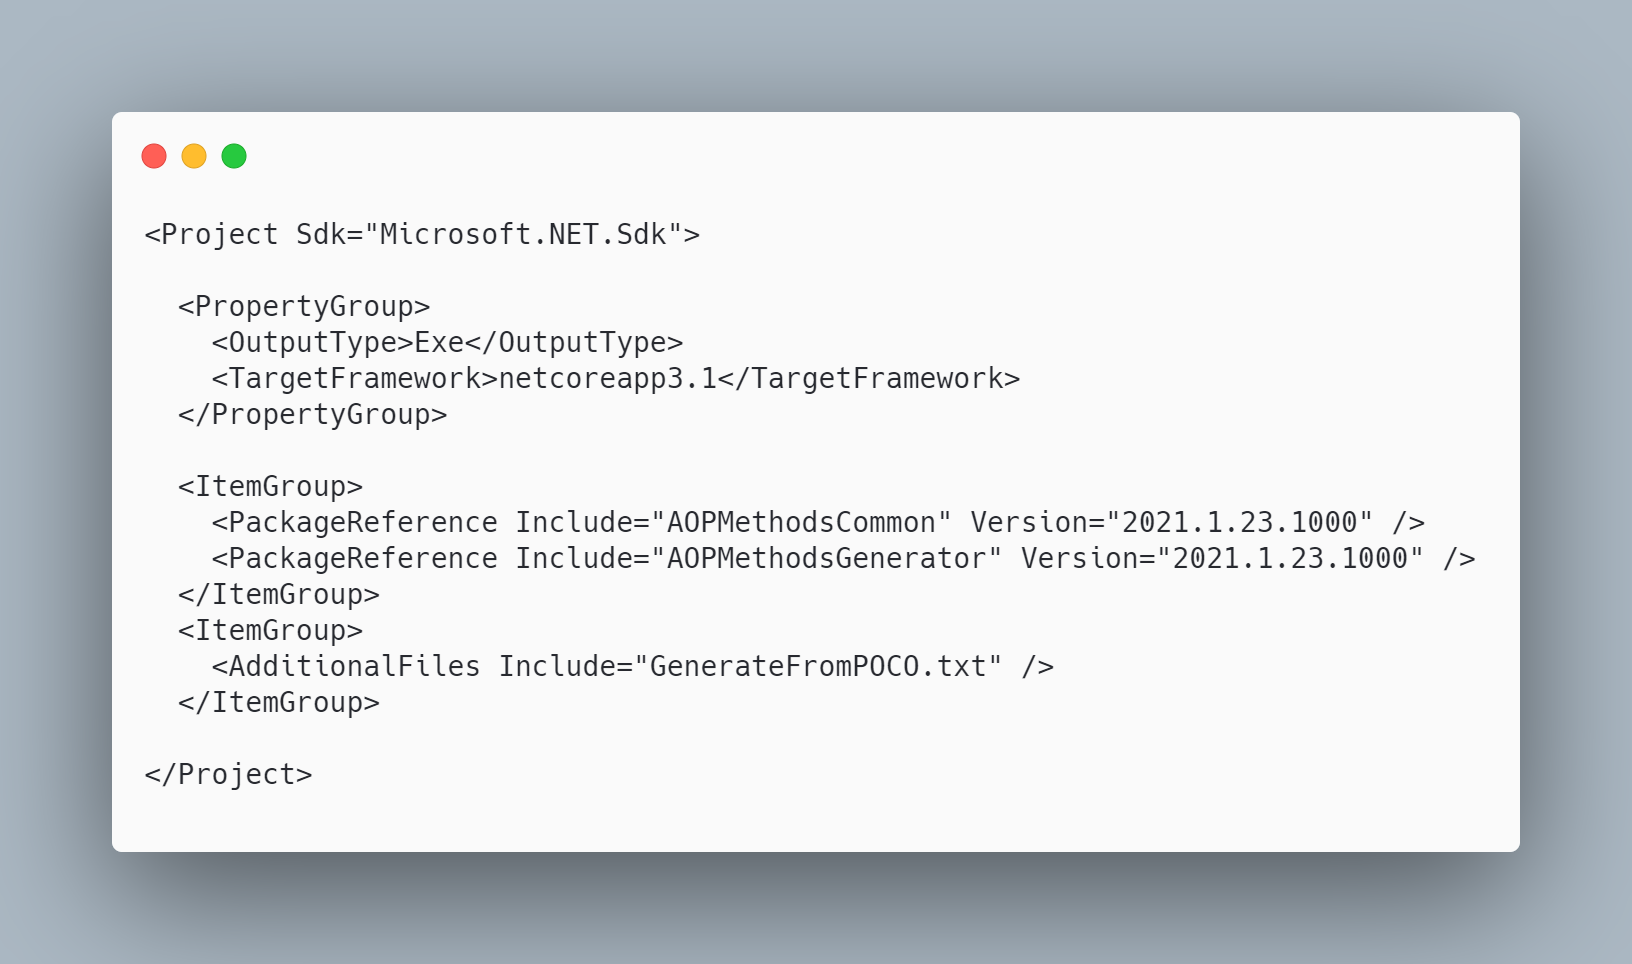 <Project Sdk="Microsoft.NET.Sdk">

  <PropertyGroup>
    <OutputType>Exe</OutputType>
    <TargetFramework>netcoreapp3.1</TargetFramework>
  </PropertyGroup>

  <ItemGroup>
    <PackageReference Include="AOPMethodsCommon" Version="2021.1.23.1000" />
    <PackageReference Include="AOPMethodsGenerator" Version="2021.1.23.1000" />
  </ItemGroup>
  <ItemGroup>
    <AdditionalFiles Include="GenerateFromPOCO.txt" />
  </ItemGroup>

</Project>